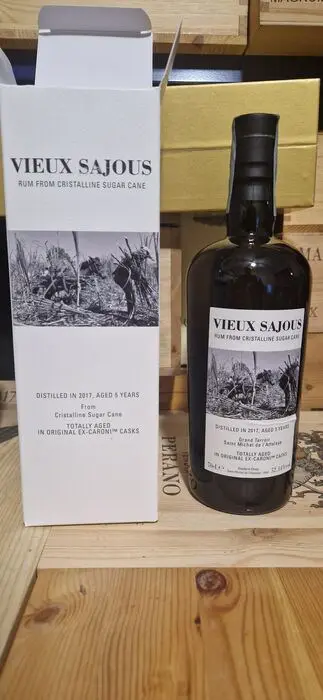 VIEUX SAJOUS
RUM FROM CRISTALLINE SUGAR CANE
DISTILLED IN 2017, AGED 5 YEARS
From
Cristalline Sugar Cane
TOTALLY AGED
IN ORIGINAL EX-CARONI™ CASKS
VIEUX SAJOUS
RUM FROM CRISTALLINE SUGAR CANE
DISTILLED IN 2017, AGED 5 YEARS
Grand Terroir
Saint Michel de l'Attalaye
TOTALLY AGED
IN ORIGINAL EX-CARONI™ CASKS
PERANO